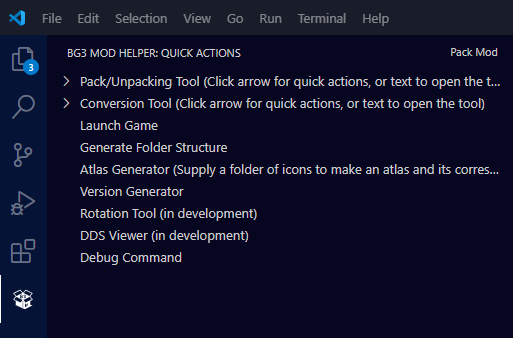 File Edit Selection View Go Run Terminal Help
BG3 MOD HELPER: QUICK ACTIONS Pack Mod
3
Pack/Unpacking Tool (Click arrow for quick actions, or text to open the t...
Conversion Tool (Click arrow for quick actions, or text to open the tool)
Launch Game
Generate Folder Structure
Atlas Generator (Supply a folder of icons to make an atlas and its corres...
Version Generator
Rotation Tool (in development)
DDS Viewer (in development)
Debug Command